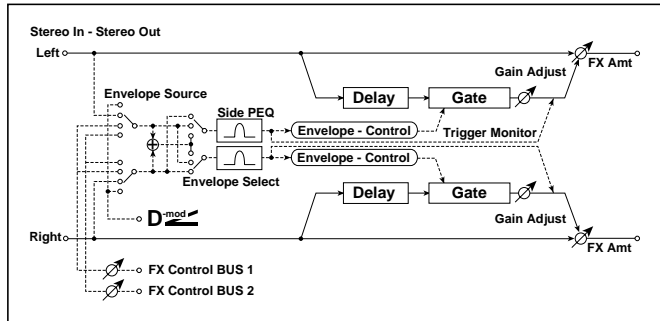 Stereo In - Stereo Out
Left
FX Amt
Gain Adjust
Envelope Source
Side PEQ
Delay
Gate
Envelope - Control
Trigger Monitor
Envelope - Control
Envelope Select
Delay
Gate
D-mod
Gain Adjust
Right
FX Amt
FX Control BUS 1
FX Control BUS 2